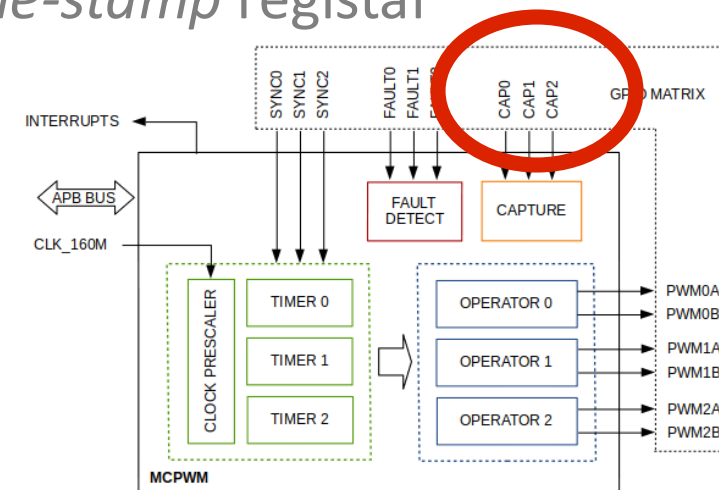 registar
SYNC0
SYNC1
SYNC2
FAULT0
FAULT1
CAP0
CAP1
CAP2
MATRIX
INTERRUPTS
APB BUS
FAULT
DETECT
CAPTURE
CLK_160M
CLOCK PRESCALER
TIMER 0
TIMER 1
TIMER 2
OPERATOR 0
OPERATOR 1
OPERATOR 2
PWM0A
PWM0B
PWM1A
PWM1B
PWM2A
PWM2B
MCPWM